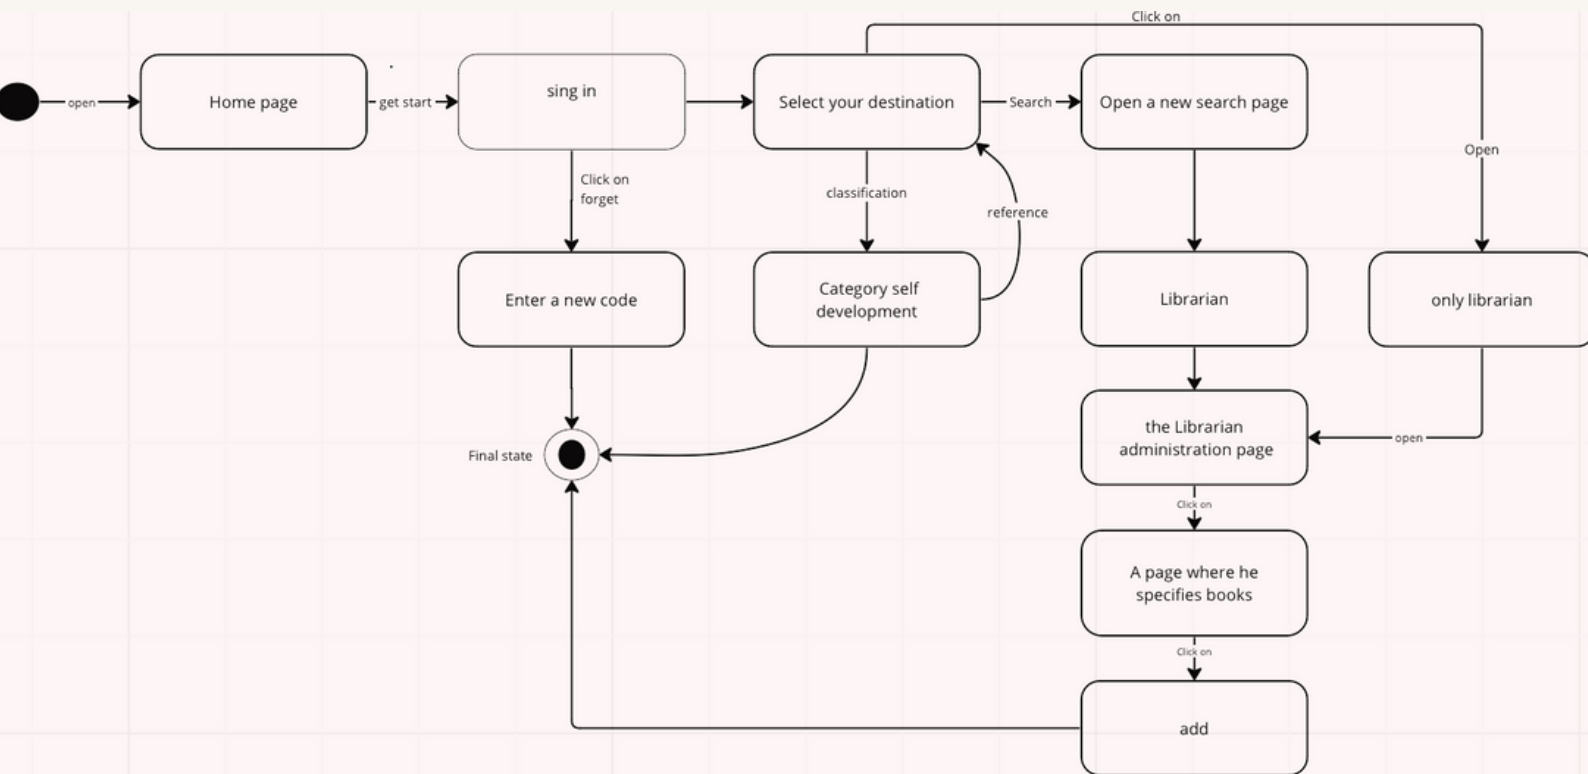 Click on
open
Home page
get start
sing in
Select your destination
Search
Open a new search page
Open
Click on
forget
classification
reference
Enter a new code
Category self
development
Librarian
only librarian
Final state
the Librarian
administration page
open
Click on
A page where he
specifies books
Click on
add